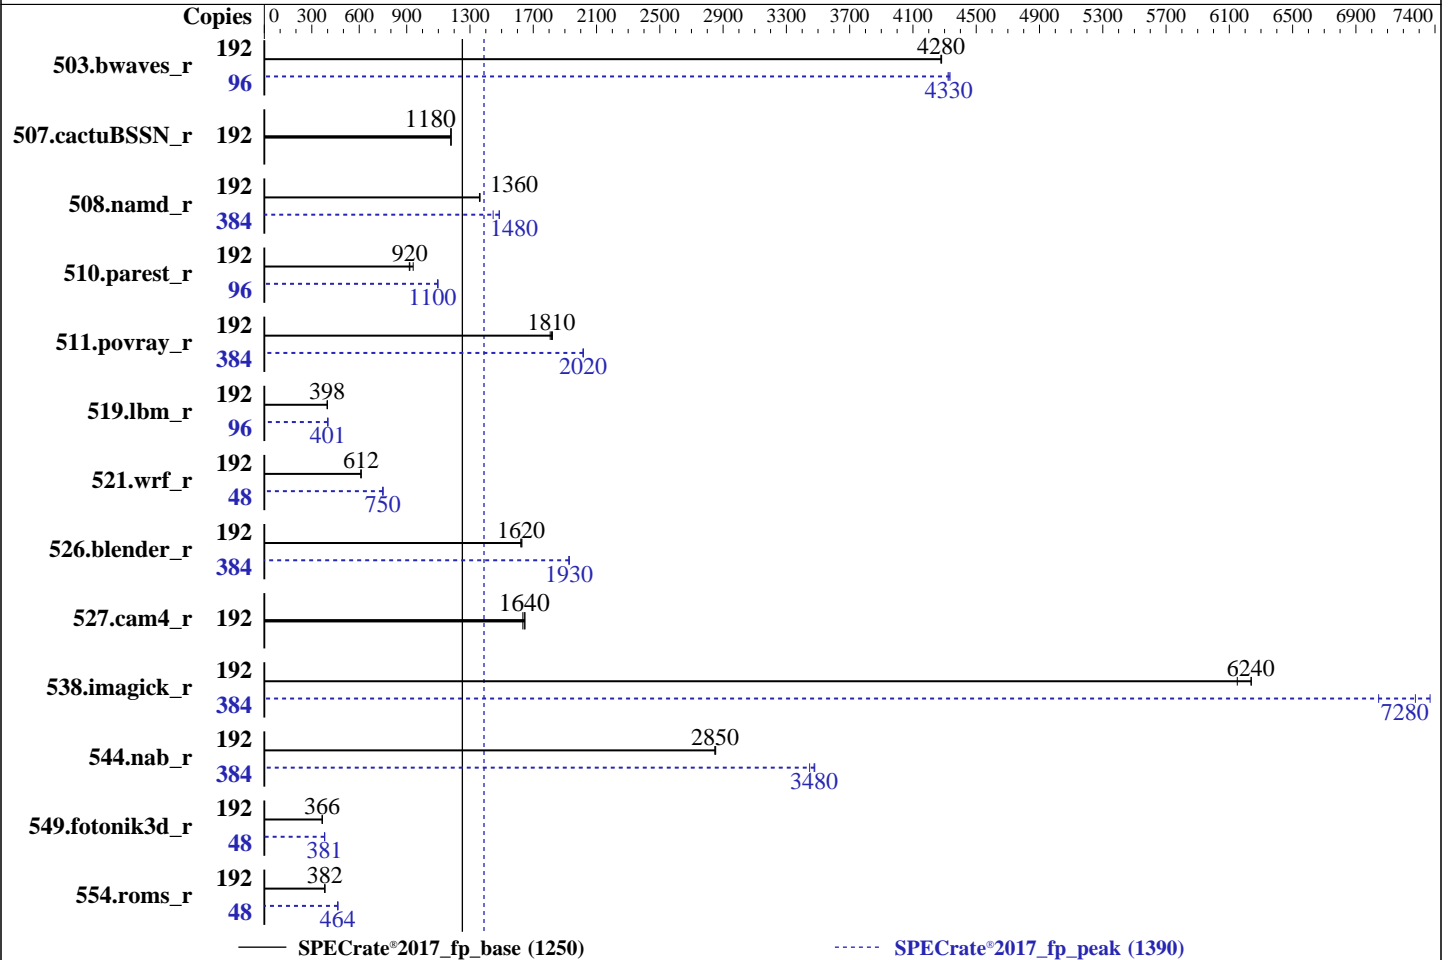 Copies 0 300 600 900 1300 1700 2100 2500 2900 3300 3700 4100 4500 4900 5300 5700 6100 6500 6900 7400
503.bwaves_r 192 4280
96 4330
507.cactuBSSN_r 192 1180
508.namd_r 192 1360
384 1480
510.parest_r 192 920
96 1100
511.povray_r 192 1810
384 2020
519.lbm_r 192 398
96 401
521.wrf_r 192 612
48 750
526.blender_r 192 1620
384 1930
527.cam4_r 192 1640
538.imagick_r 192 6240
384 7280
544.nab_r 192 2850
384 3480
549.fotonik3d_r 192 366
48 381
554.roms_r 192 382
48 464
SPECrate®2017_fp_base (1250) SPECrate®2017_fp_peak (1390)